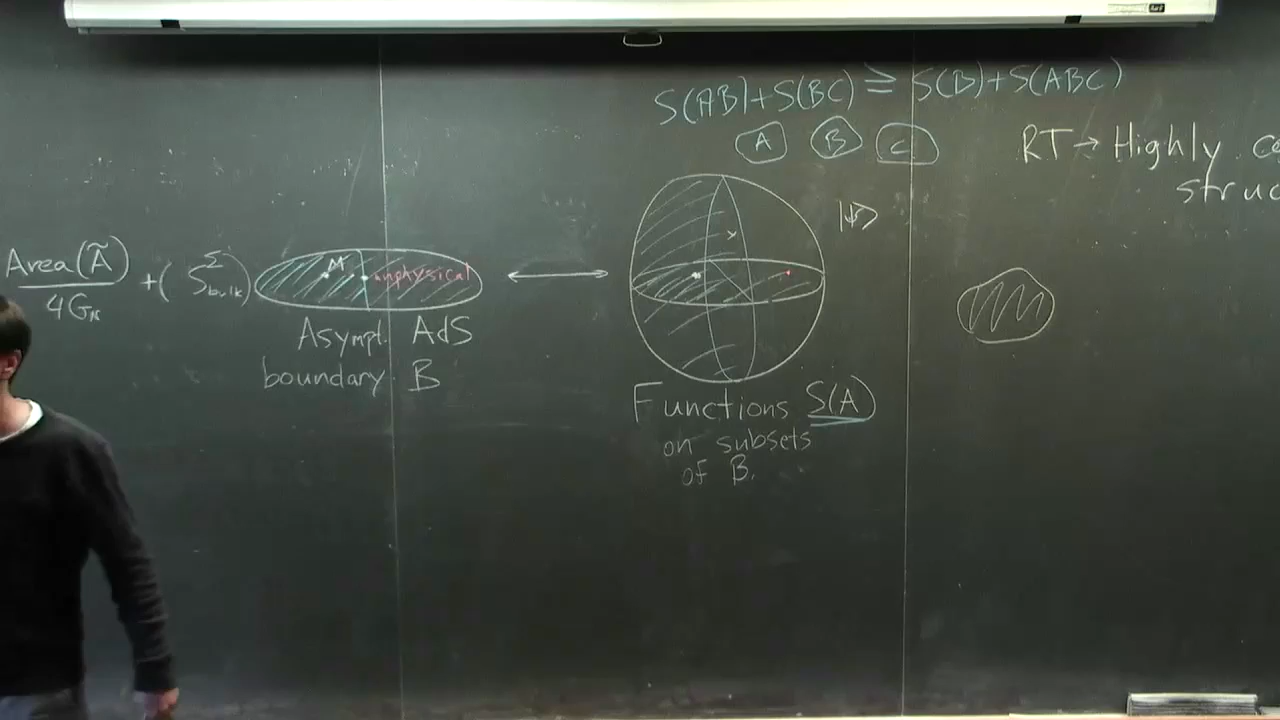 S(AB)+S(BC) ≥ S(B)+S(ABC)
A B C
RT→ Highly
struc
|ψ>
Area(Ã)/4G_N + ( S^Σ_bulk )
M unphysical
Asympt. AdS
boundary B
Functions S(A)
on subsets
of B.